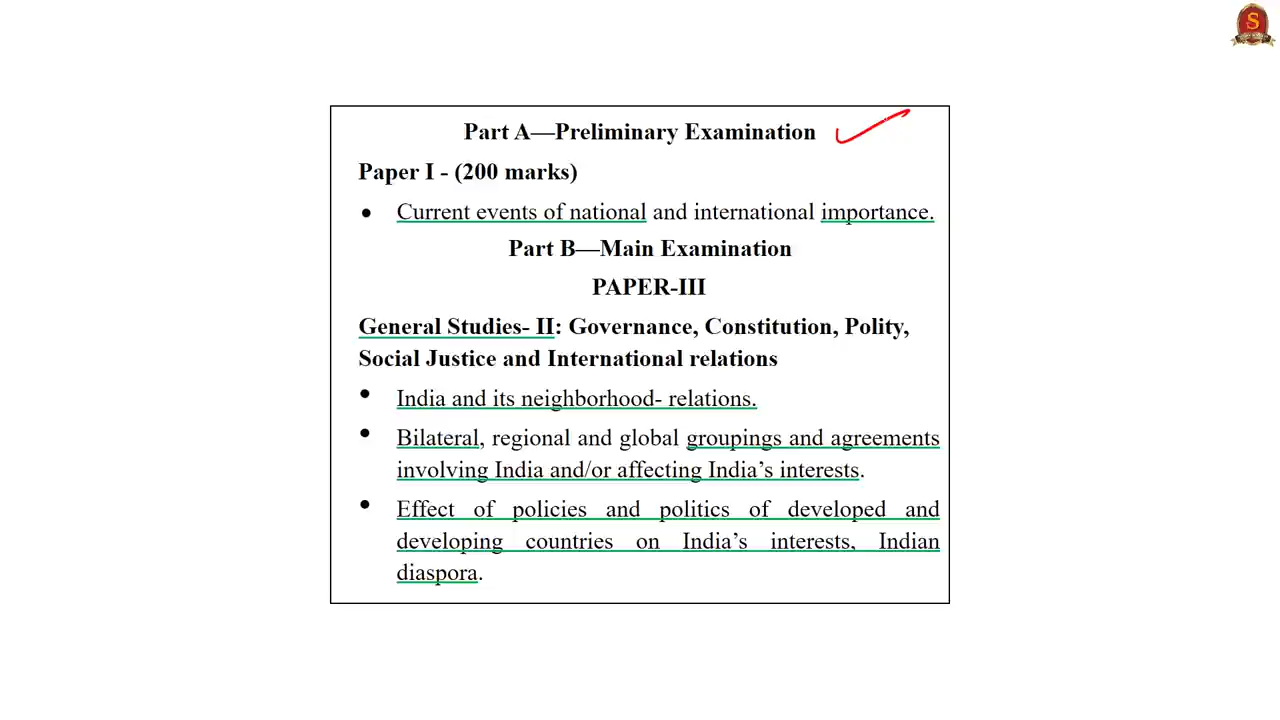 S
Part A—Preliminary Examination
Paper I - (200 marks)
• Current events of national and international importance.
Part B—Main Examination
PAPER-III
General Studies- II: Governance, Constitution, Polity,
Social Justice and International relations
• India and its neighborhood- relations.
• Bilateral, regional and global groupings and agreements
involving India and/or affecting India's interests.
• Effect of policies and politics of developed and
developing countries on India's interests, Indian
diaspora.